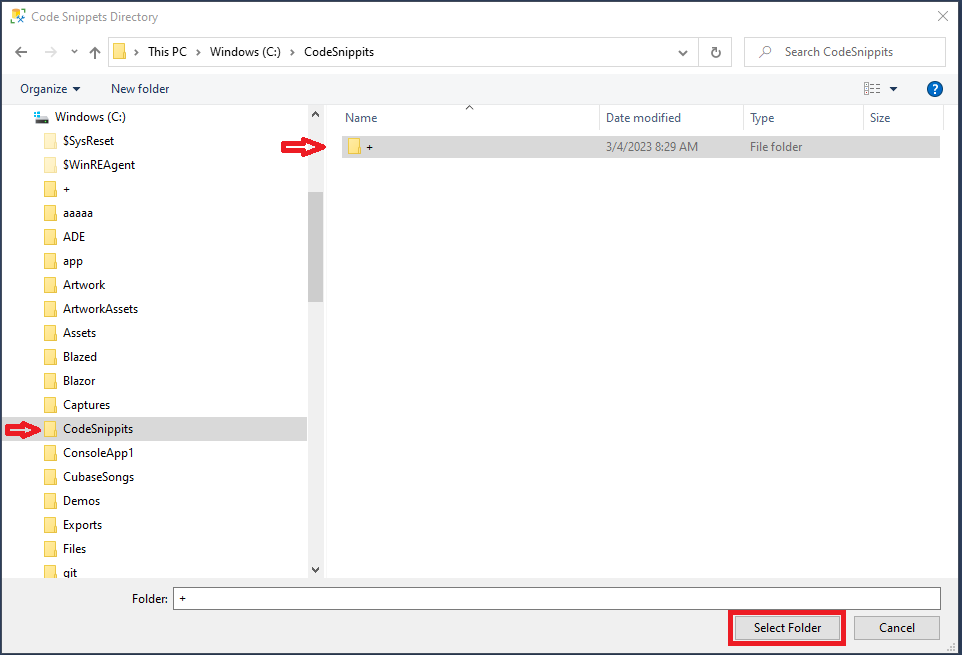 Code Snippets Directory
This PC > Windows (C:) > CodeSnippits
Search CodeSnippits
Organize
New folder
?
Windows (C:)
$SysReset
$WinREAgent
+
aaaaa
ADE
app
Artwork
ArtworkAssets
Assets
Blazed
Blazor
Captures
CodeSnippits
ConsoleApp1
CubaseSongs
Demos
Exports
Files
git
Name Date modified Type Size
+ 3/4/2023 8:29 AM File folder
Folder: +
Select Folder Cancel